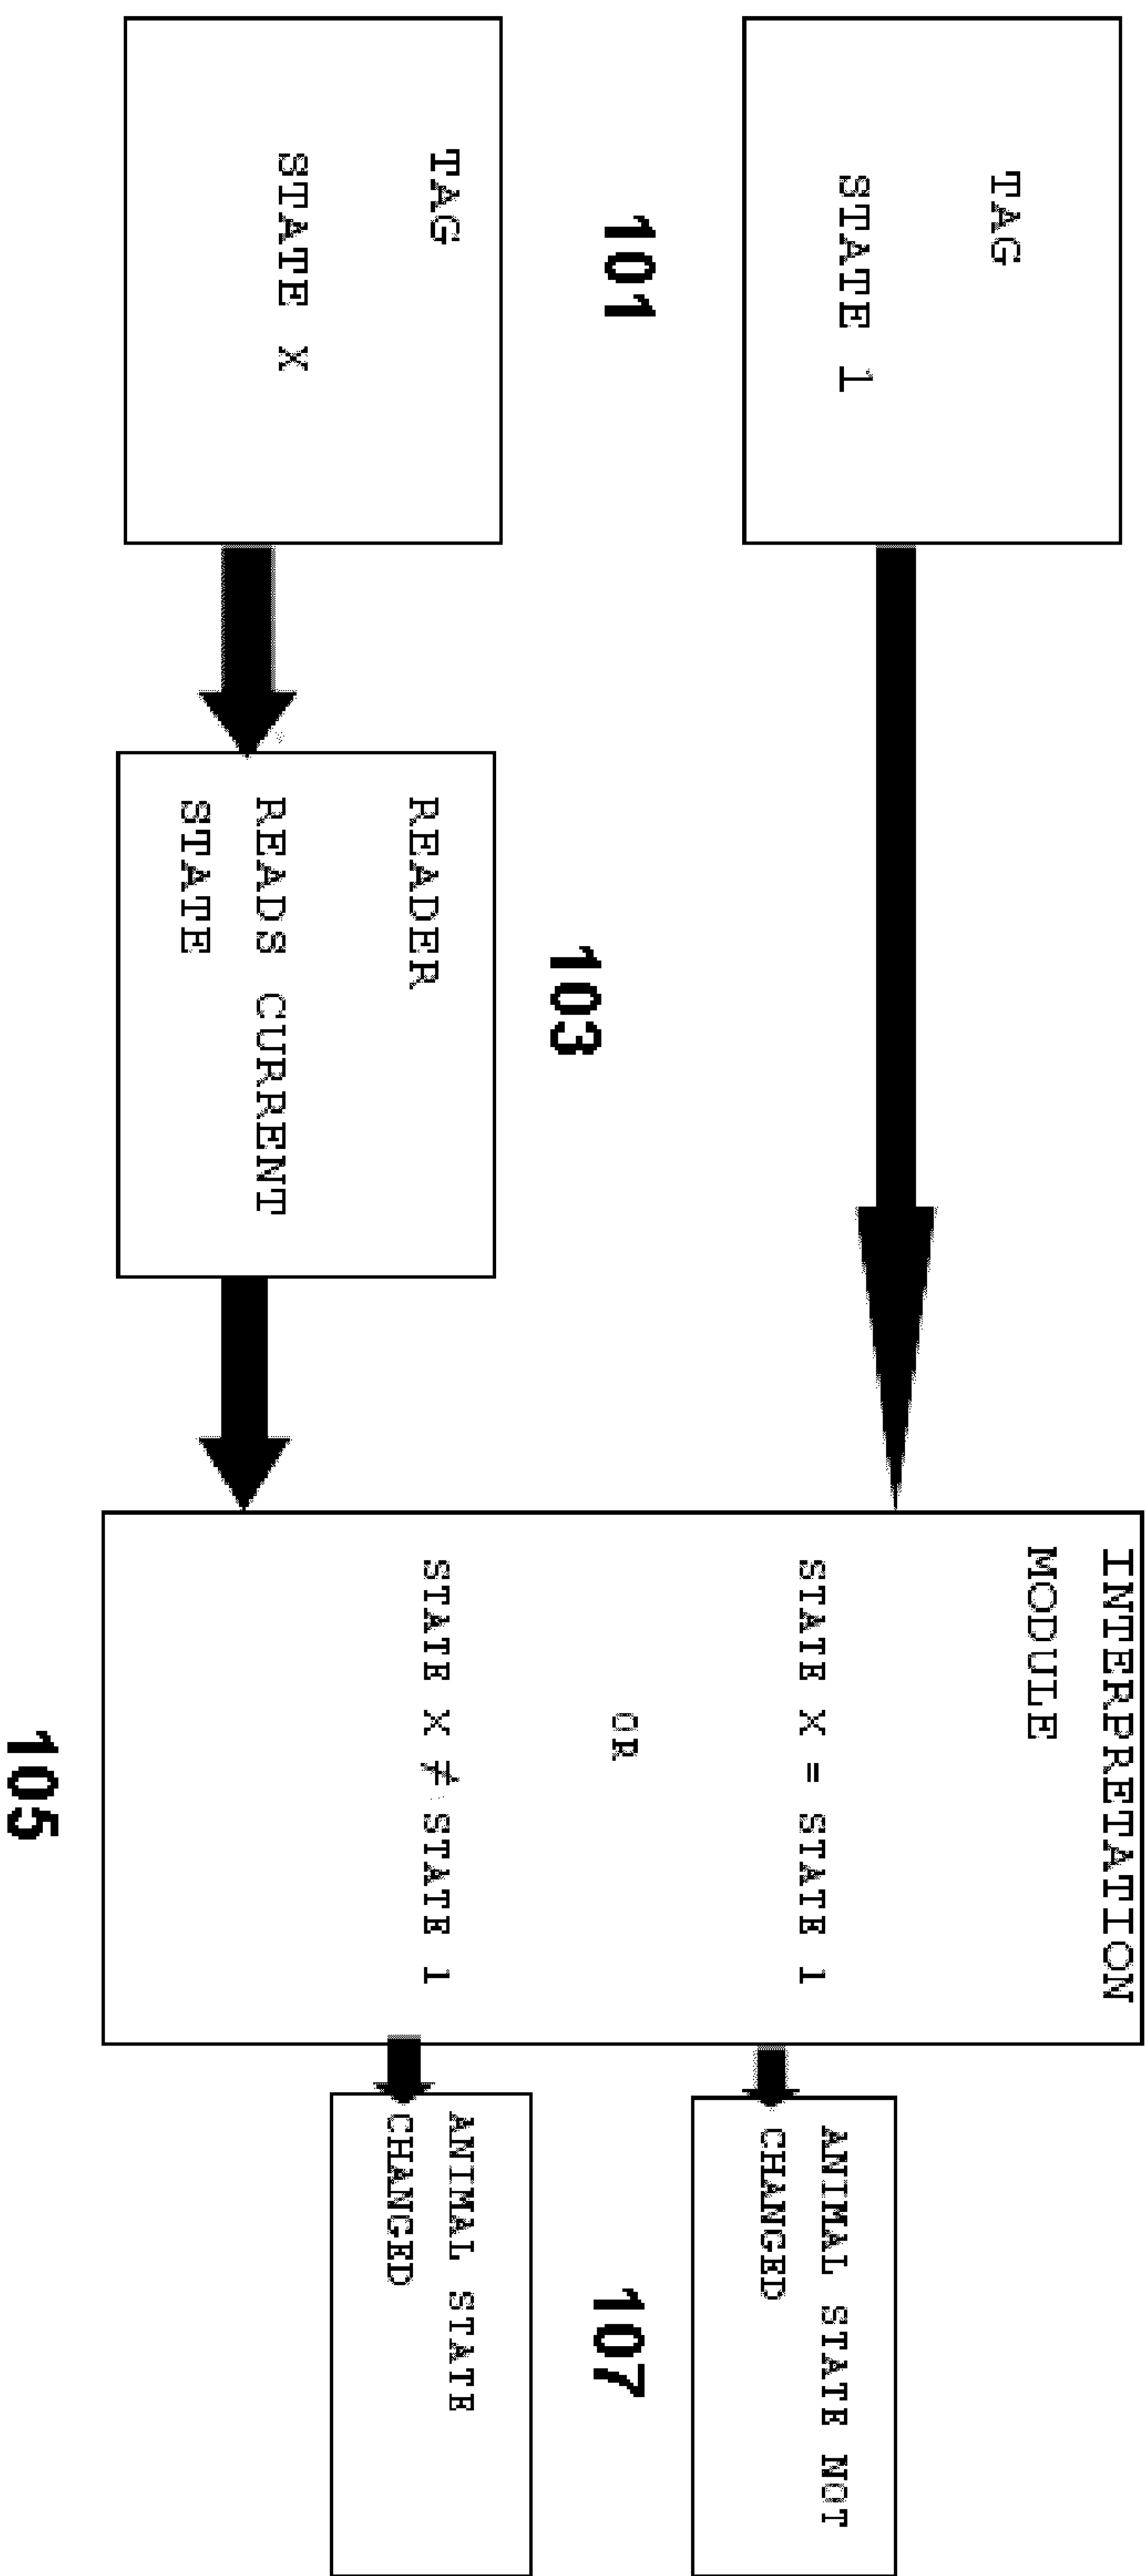 TAG
STATE 1
101
TAG
STATE X
103
READER
READS CURRENT
STATE
INTERPRETATION
MODULE
STATE X = STATE 1
OR
STATE X ≠ STATE 1
105
ANIMAL STATE NOT
CHANGED
107
ANIMAL STATE
CHANGED